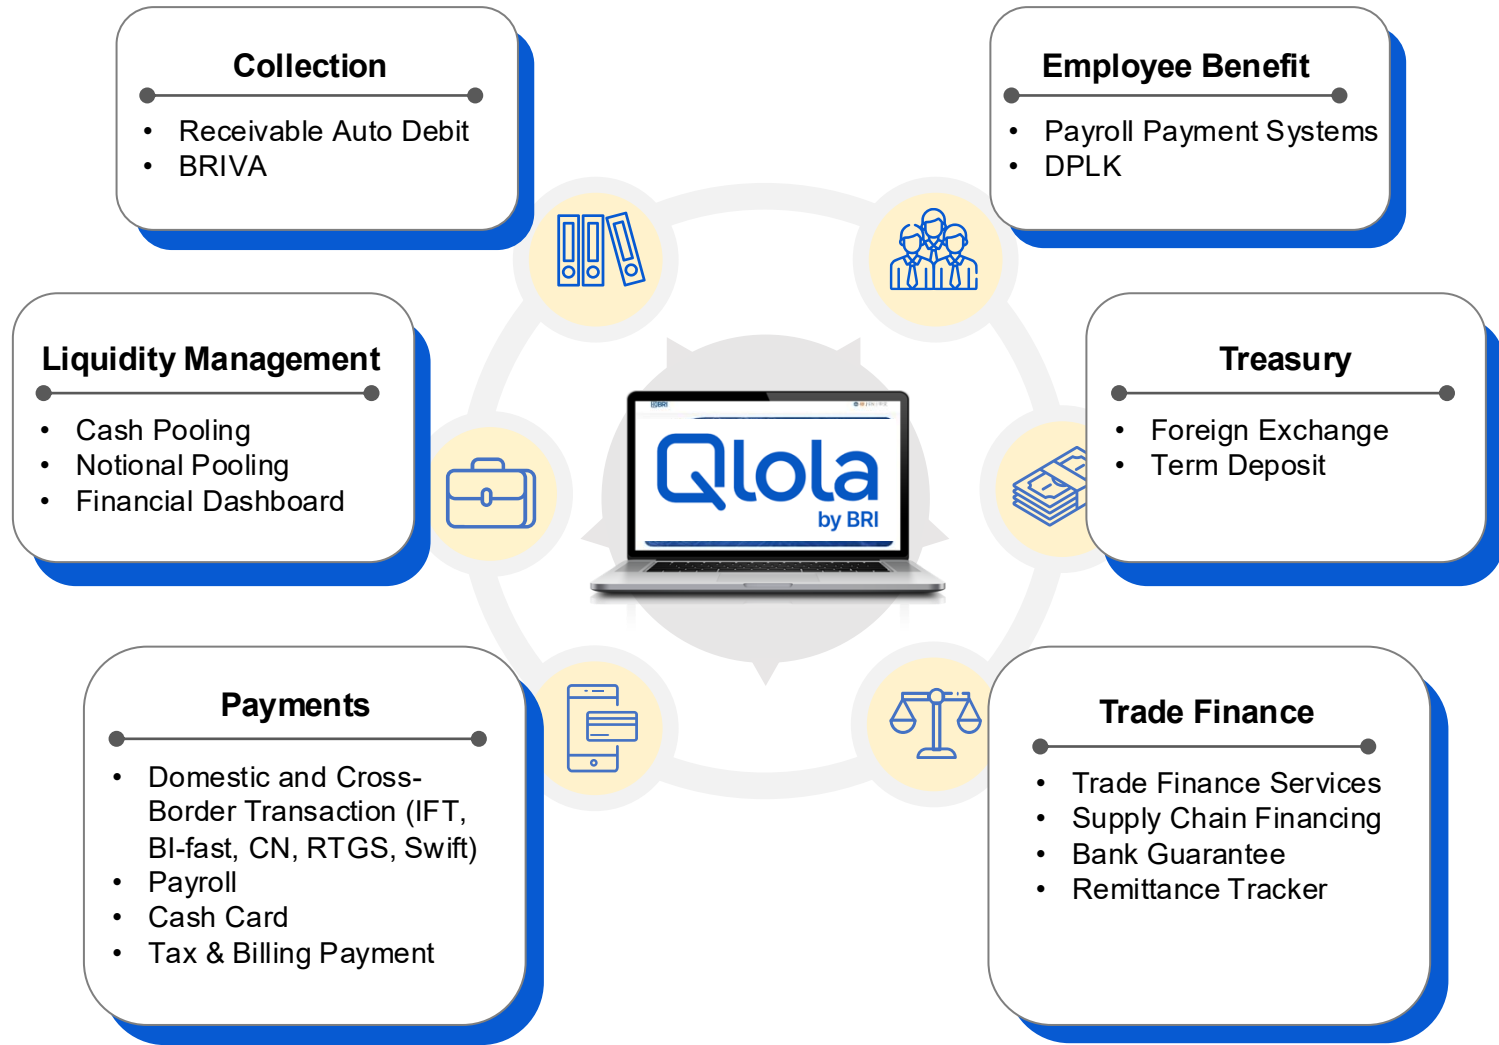 Collection
• Receivable Auto Debit
• BRIVA
Employee Benefit
• Payroll Payment Systems
• DPLK
Liquidity Management
• Cash Pooling
• Notional Pooling
• Financial Dashboard
BRI
Qlola
by BRI
Treasury
• Foreign Exchange
• Term Deposit
Payments
• Domestic and Cross-
Border Transaction (IFT,
BI-fast, CN, RTGS, Swift)
• Payroll
• Cash Card
• Tax & Billing Payment
Trade Finance
• Trade Finance Services
• Supply Chain Financing
• Bank Guarantee
• Remittance Tracker